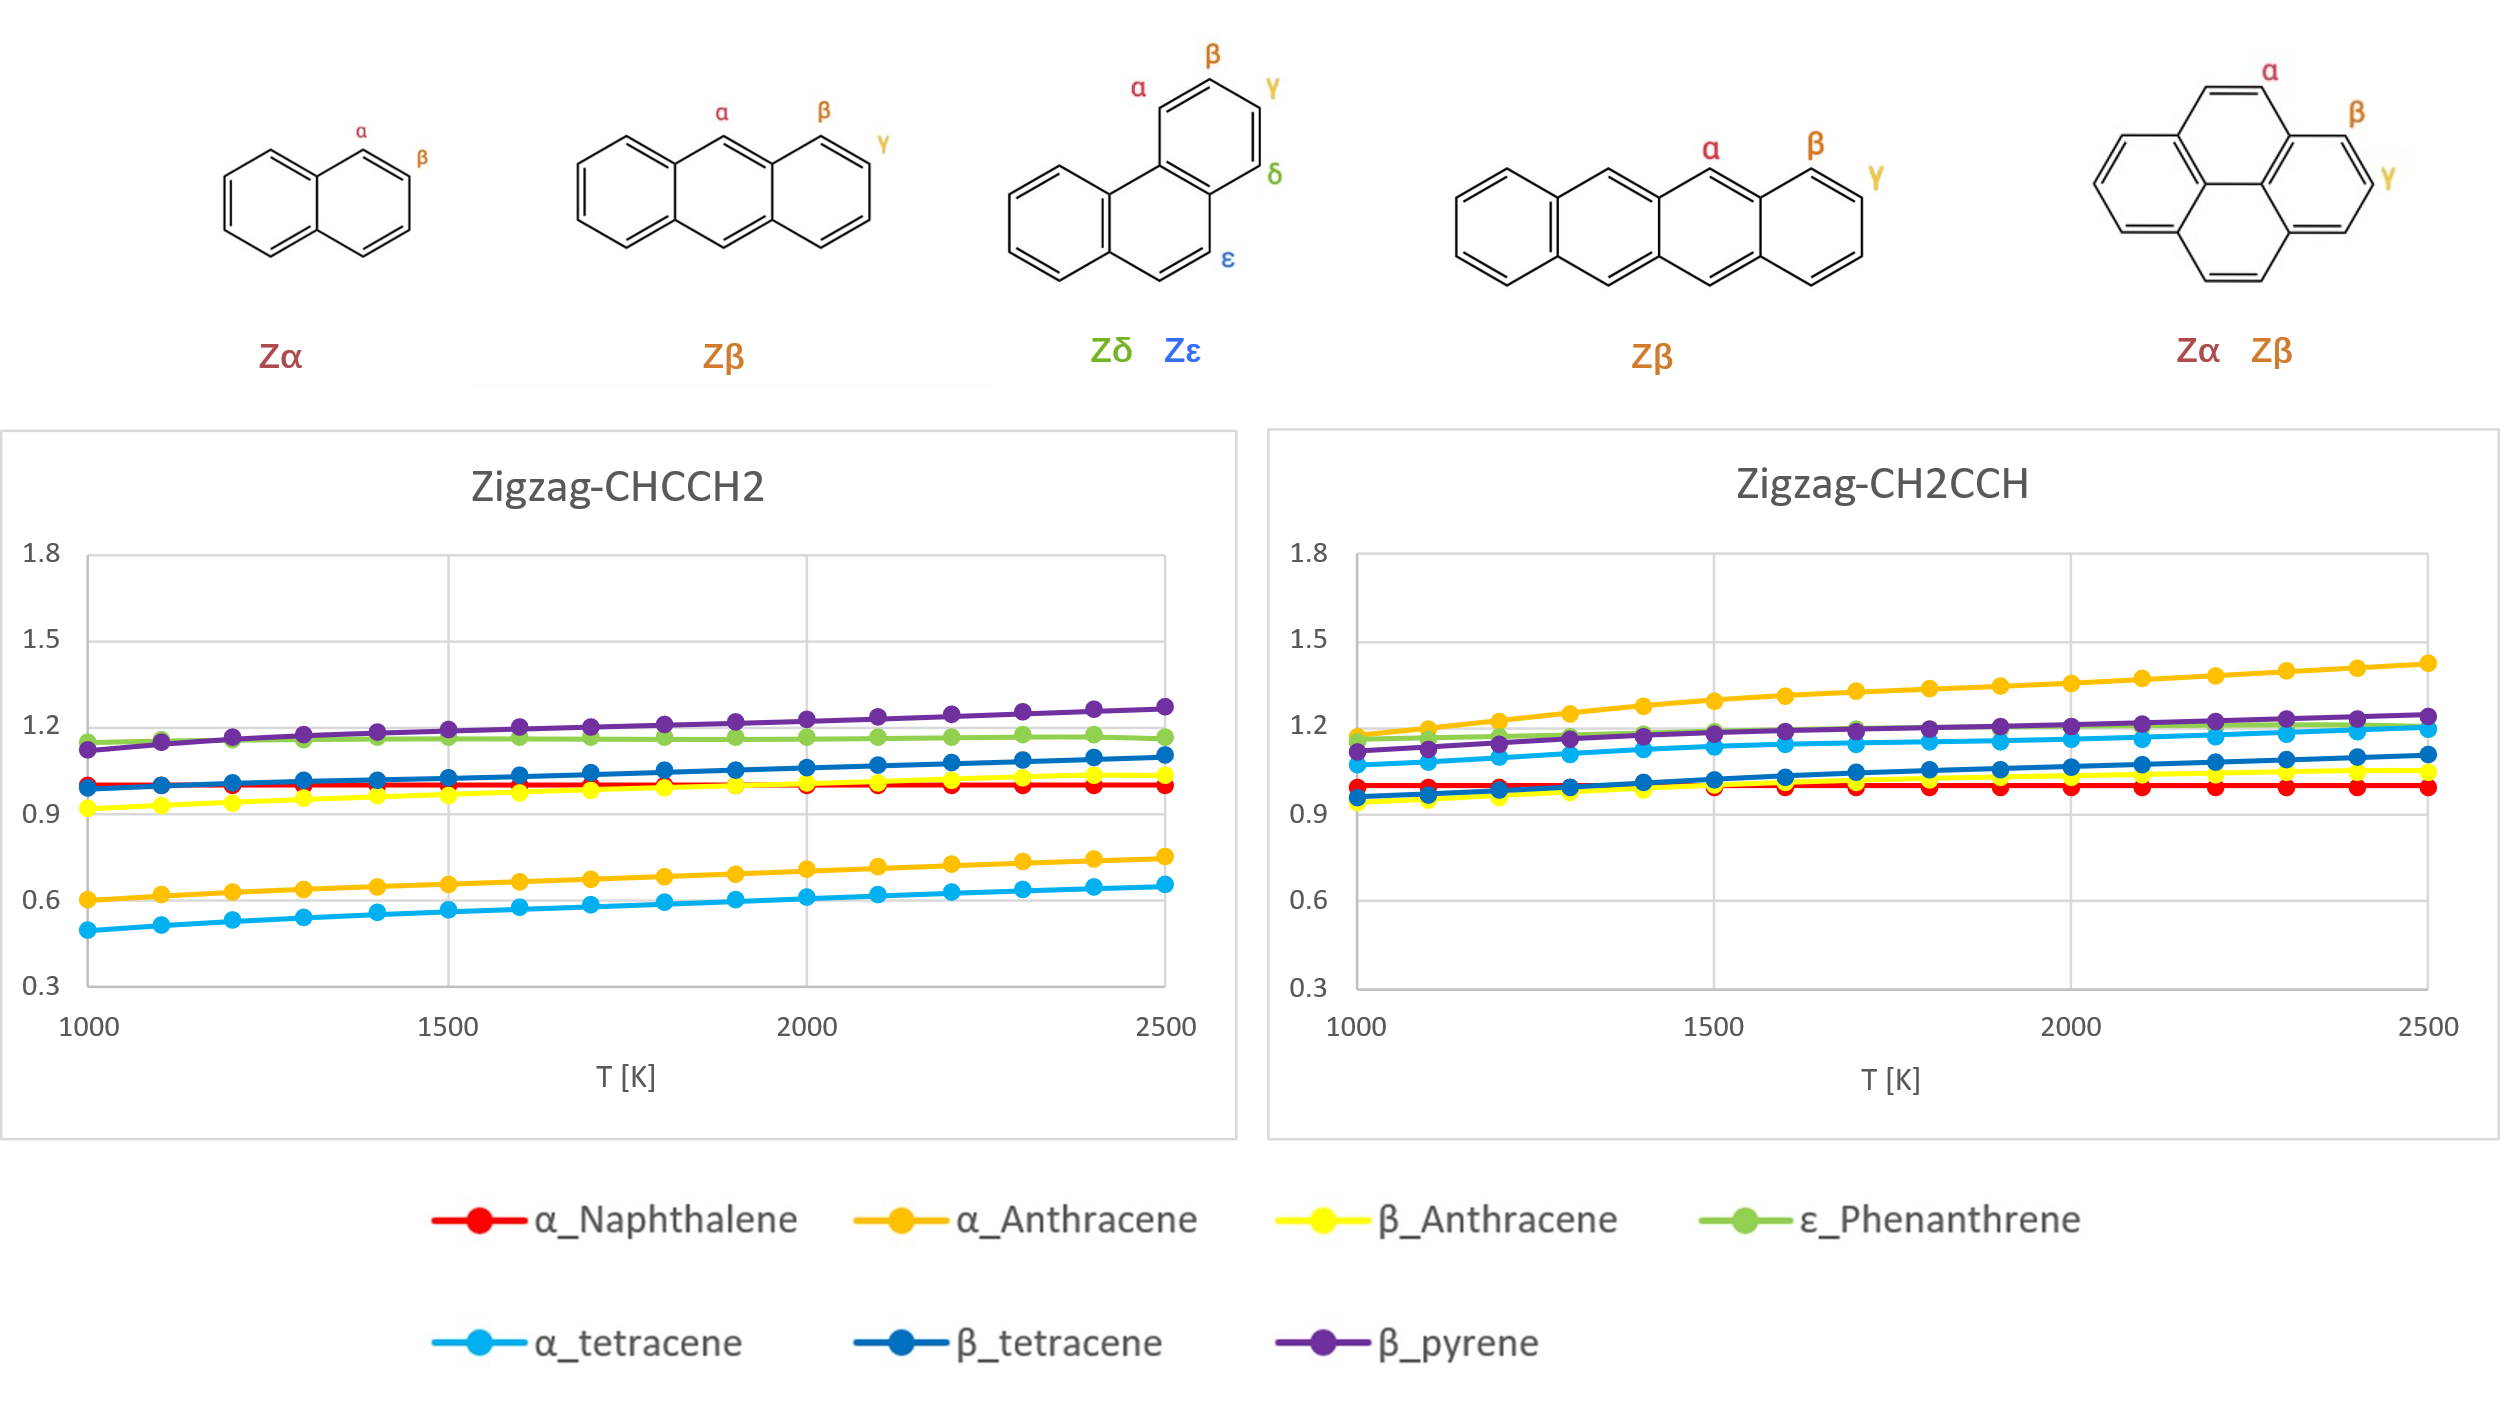 α
β
α
β
γ
α
β
γ
δ
ε
α
β
γ
α
β
γ
Zα
Zβ
Zδ Zε
Zβ
Zα Zβ
Zigzag-CHCCH2
1.8
1.5
1.2
0.9
0.6
0.3
1000 1500 2000 2500
T [K]
Zigzag-CH2CCH
1.8
1.5
1.2
0.9
0.6
0.3
1000 1500 2000 2500
T [K]
α_Naphthalene α_Anthracene β_Anthracene ε_Phenanthrene
α_tetracene β_tetracene β_pyrene